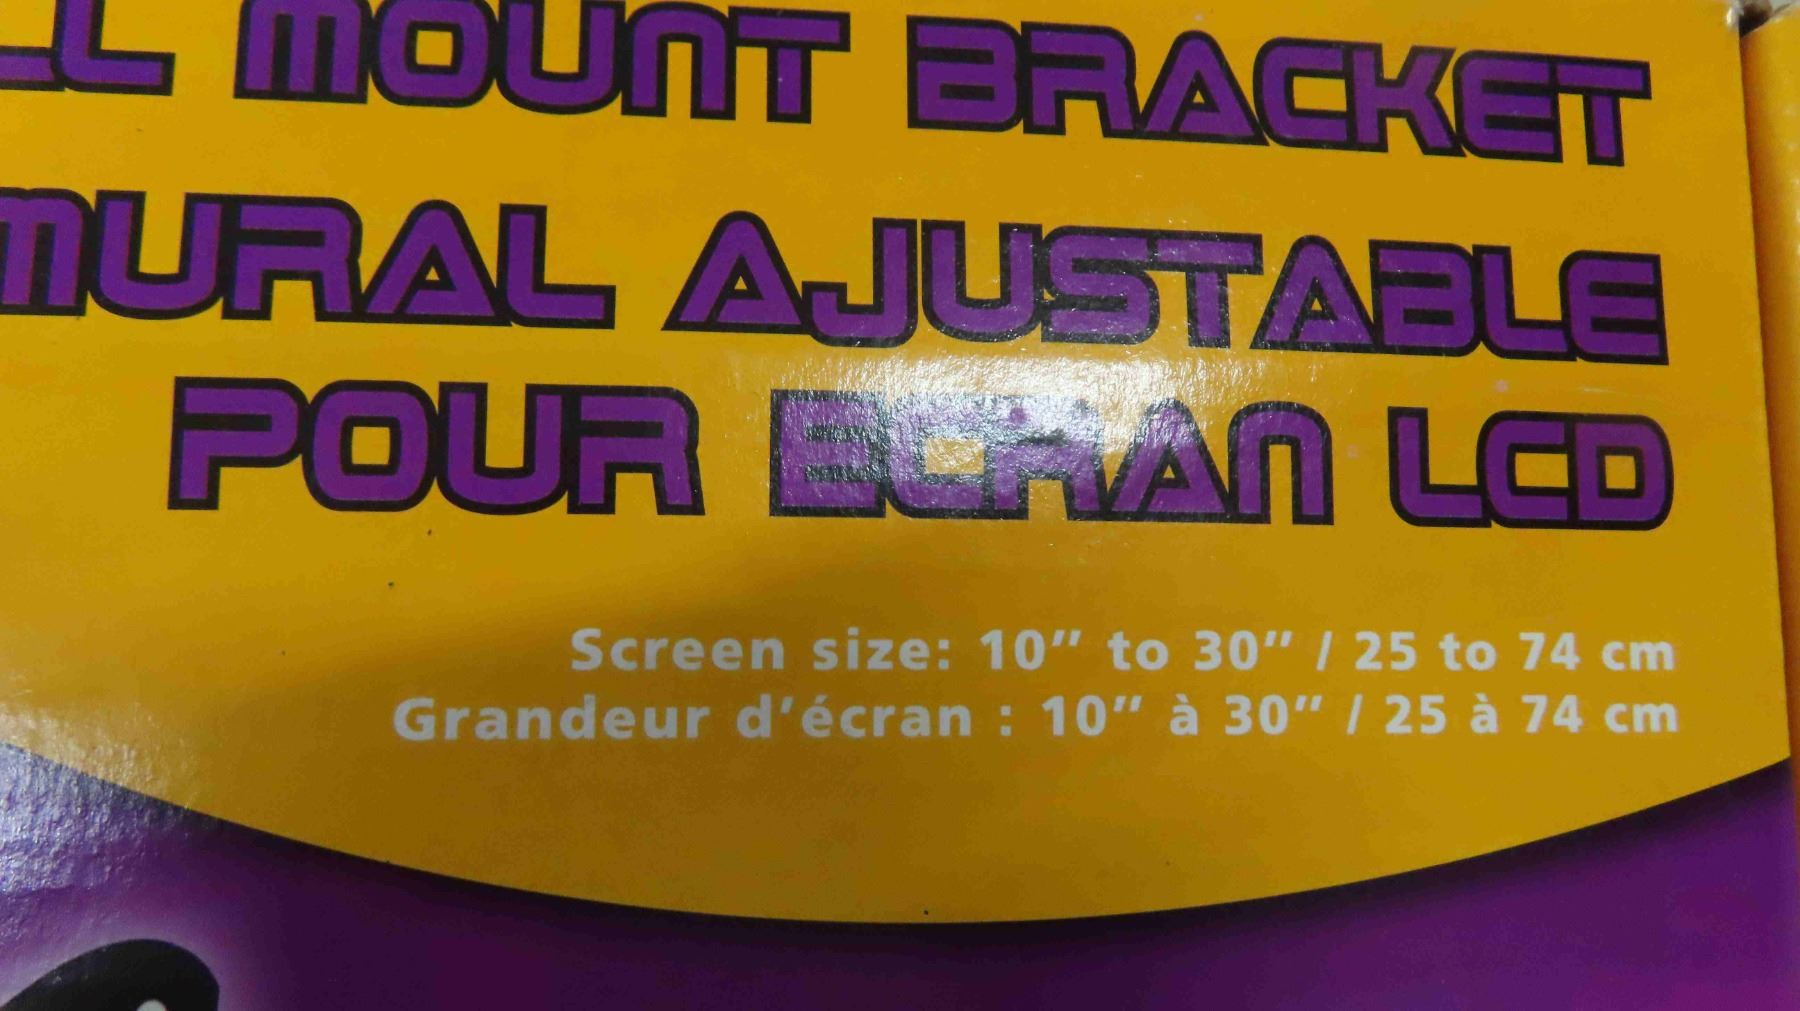 MOUNT BRACKET
MURAL AJUSTABLE
POUR ECRAN LCD
Screen size: 10” to 30” / 25 to 74 cm
Grandeur d’écran : 10” à 30” / 25 à 74 cm